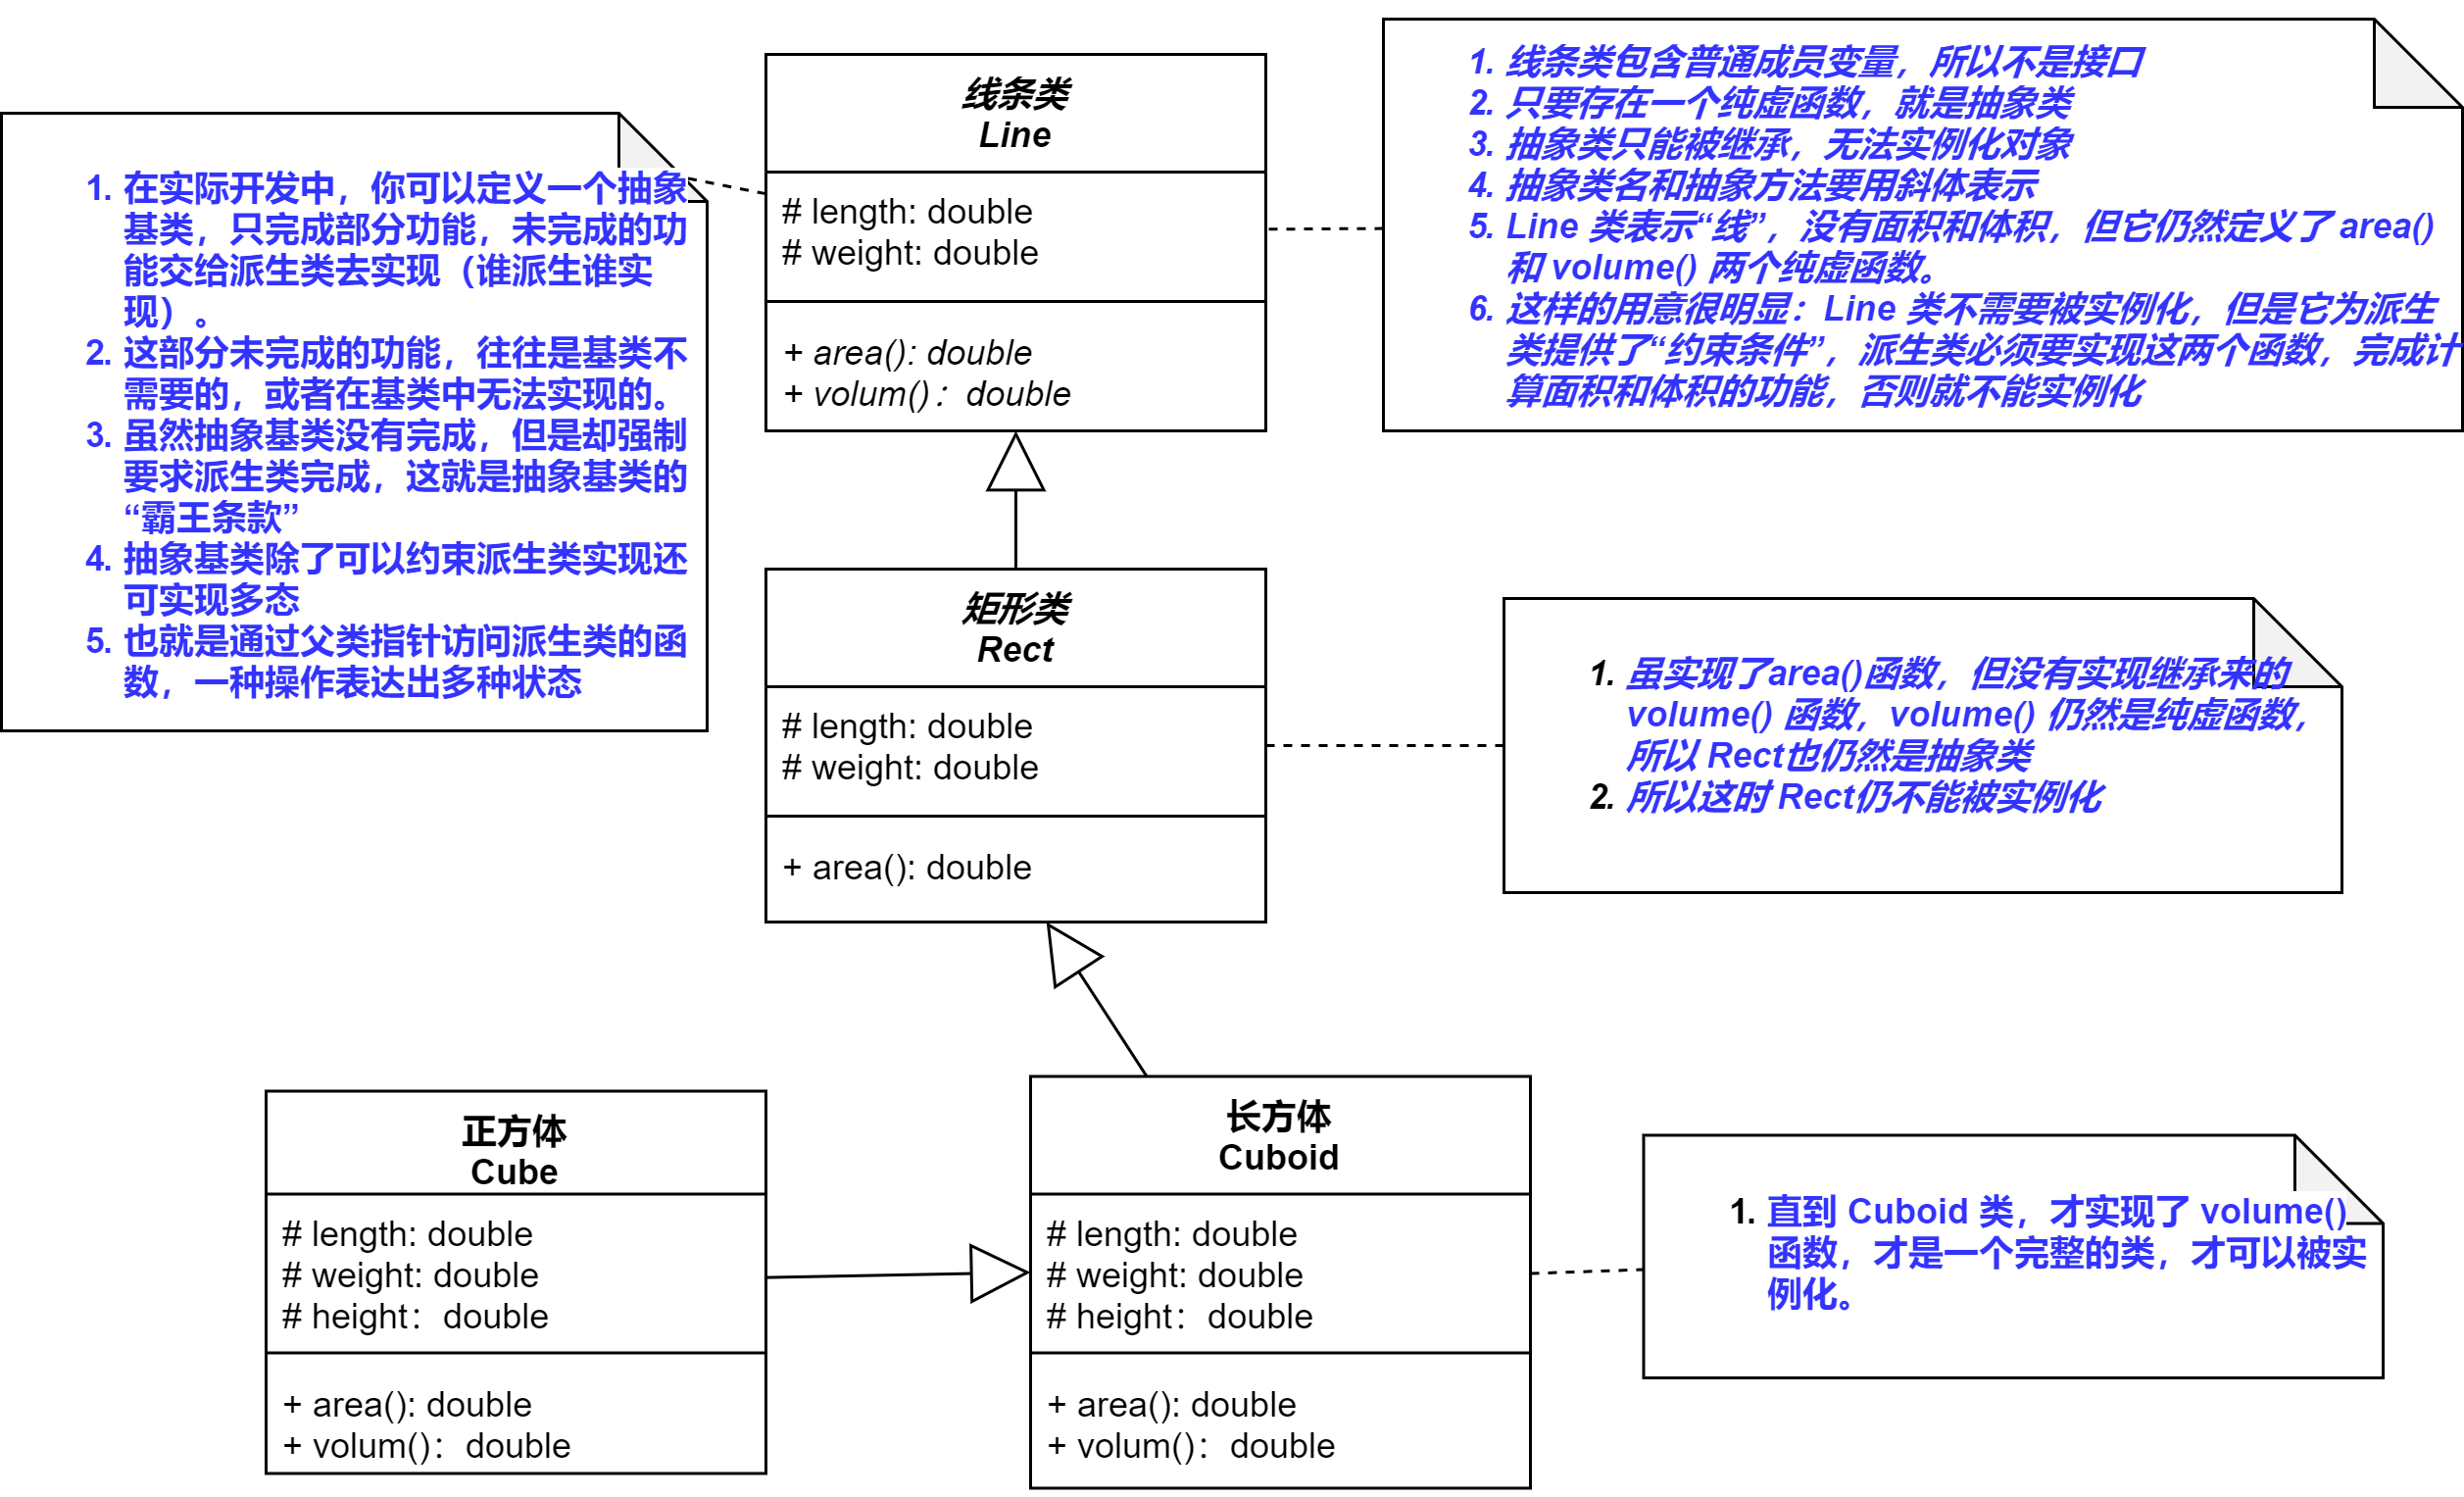 线条类
Line
# length: double
# weight: double
+ area(): double
+ volum()：double
1. 在实际开发中，你可以定义一个抽象
基类，只完成部分功能，未完成的功
能交给派生类去实现（谁派生谁实
现）。
2. 这部分未完成的功能，往往是基类不
需要的，或者在基类中无法实现的。
3. 虽然抽象基类没有完成，但是却强制
要求派生类完成，这就是抽象基类的
“霸王条款”
4. 抽象基类除了可以约束派生类实现还
可实现多态
5. 也就是通过父类指针访问派生类的函
数，一种操作表达出多种状态
1. 线条类包含普通成员变量，所以不是接口
2. 只要存在一个纯虚函数，就是抽象类
3. 抽象类只能被继承，无法实例化对象
4. 抽象类名和抽象方法要用斜体表示
5. Line 类表示“线”，没有面积和体积，但它仍然定义了 area()
和 volume() 两个纯虚函数。
6. 这样的用意很明显：Line 类不需要被实例化，但是它为派生
类提供了“约束条件”，派生类必须要实现这两个函数，完成计
算面积和体积的功能，否则就不能实例化
矩形类
Rect
# length: double
# weight: double
+ area(): double
1. 虽实现了area()函数，但没有实现继承来的
volume() 函数，volume() 仍然是纯虚函数，
所以 Rect也仍然是抽象类
2. 所以这时 Rect仍不能被实例化
正方体
Cube
# length: double
# weight: double
# height：double
+ area(): double
+ volum()：double
长方体
Cuboid
# length: double
# weight: double
# height：double
+ area(): double
+ volum()：double
1. 直到 Cuboid 类，才实现了 volume()
函数，才是一个完整的类，才可以被实
例化。